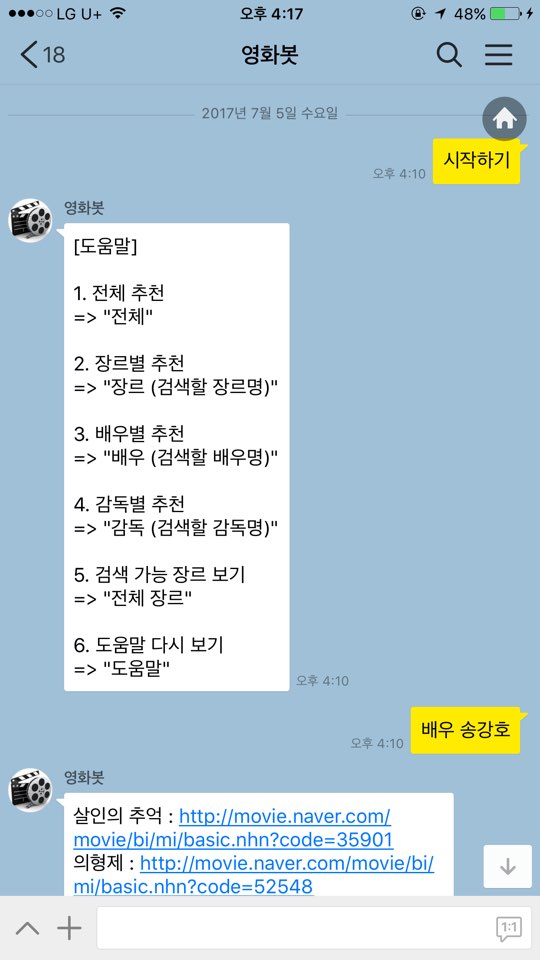 LG U+ 오후 4:17 48%
18 영화봇
2017년 7월 5일 수요일
시작하기
오후 4:10
영화봇
[도움말]
1. 전체 추천
=> "전체"
2. 장르별 추천
=> "장르 (검색할 장르명)"
3. 배우별 추천
=> "배우 (검색할 배우명)"
4. 감독별 추천
=> "감독 (검색할 감독명)"
5. 검색 가능 장르 보기
=> "전체 장르"
6. 도움말 다시 보기
=> "도움말"
오후 4:10
배우 송강호
오후 4:10
영화봇
살인의 추억 : http://movie.naver.com/
movie/bi/mi/basic.nhn?code=35901
의형제 : http://movie.naver.com/movie/bi/
mi/basic.nhn?code=52548
1:1